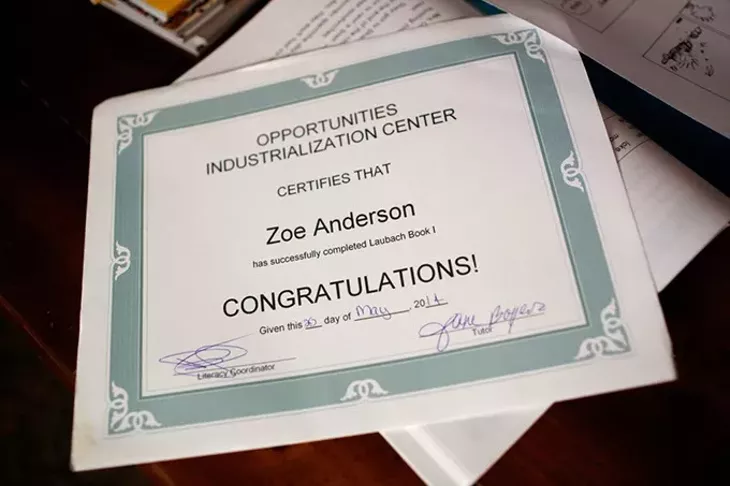 OPPORTUNITIES
INDUSTRIALIZATION CENTER
CERTIFIES THAT
Zoe Anderson
has successfully completed Laubach Book I
CONGRATULATIONS!
Given this day of May, 2014
Literacy Coordinator
Tutor